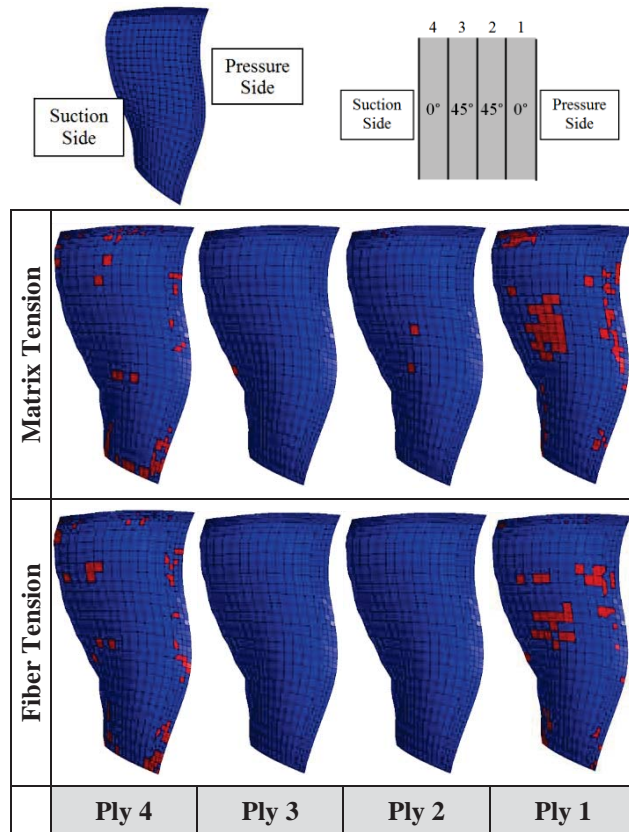 4 3 2 1
Pressure
Side
Suction
Side
Suction
Side
0° 45° 45° 0°
Pressure
Side
Matrix Tension
Fiber Tension
Ply 4 Ply 3 Ply 2 Ply 1